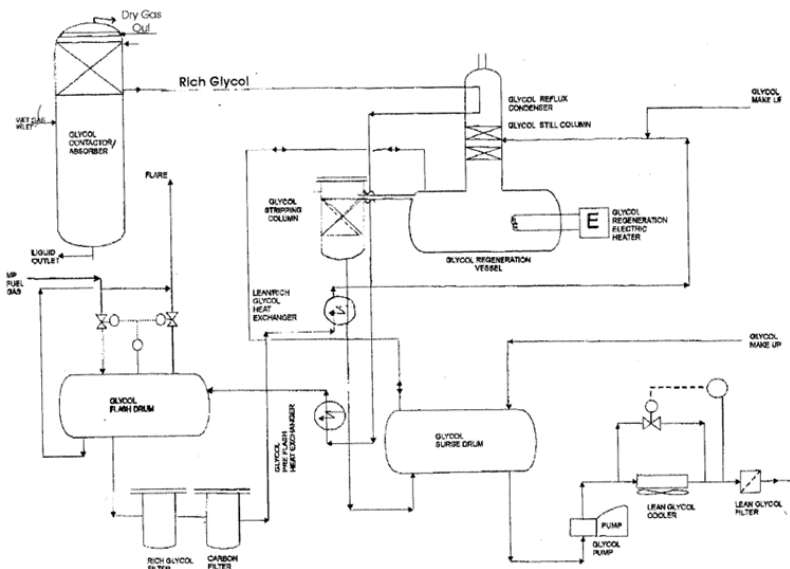 Dry Gas
Out
Rich Glycol
GLYCOL
CONTACTOR/
ABSORBER
LIQUID
OUTLET
FLARE
MP
FUEL
GAS
GLYCOL REFLUX
CONDENSER
GLYCOL STILL COLUMN
GLYCOL
MAKE UP
GLYCOL
STRIPPING
COLUMN
E
GLYCOL
REGENERATION
ELECTRIC
HEATER
GLYCOL REGENERATION
VESSEL
LEAN/RICH
GLYCOL
HEAT
EXCHANGER
GLYCOL
MAKE UP
GLYCOL
FLASH DRUM
GLYCOL
PRE FLASH
HEAT EXCHANGER
GLYCOL
SURGE DRUM
PUMP
GLYCOL
PUMP
LEAN GLYCOL
COOLER
LEAN GLYCOL
FILTER
RICH GLYCOL
FILTER
CARBON
FILTER